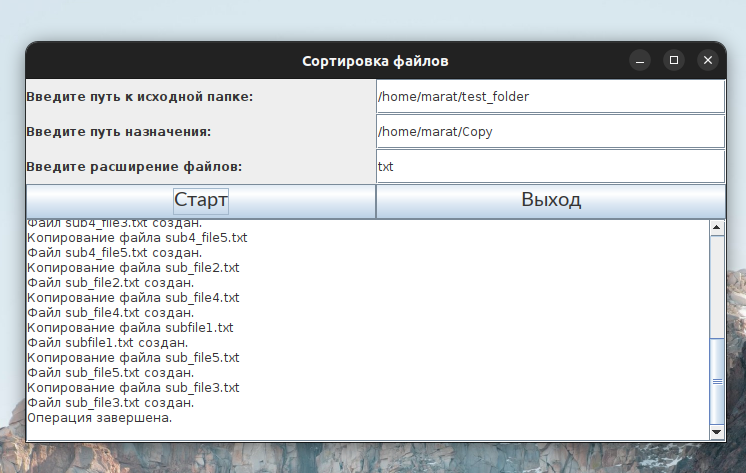 Сортировка файлов
Введите путь к исходной папке: /home/marat/test_folder
Введите путь назначения: /home/marat/Copy
Введите расширение файлов: txt
Старт Выход
Файл sub4_file3.txt создан.
Копирование файла sub4_file5.txt
Файл sub4_file5.txt создан.
Копирование файла sub_file2.txt
Файл sub_file2.txt создан.
Копирование файла sub_file4.txt
Файл sub_file4.txt создан.
Копирование файла subfile1.txt
Файл subfile1.txt создан.
Копирование файла sub_file5.txt
Файл sub_file5.txt создан.
Копирование файла sub_file3.txt
Файл sub_file3.txt создан.
Операция завершена.